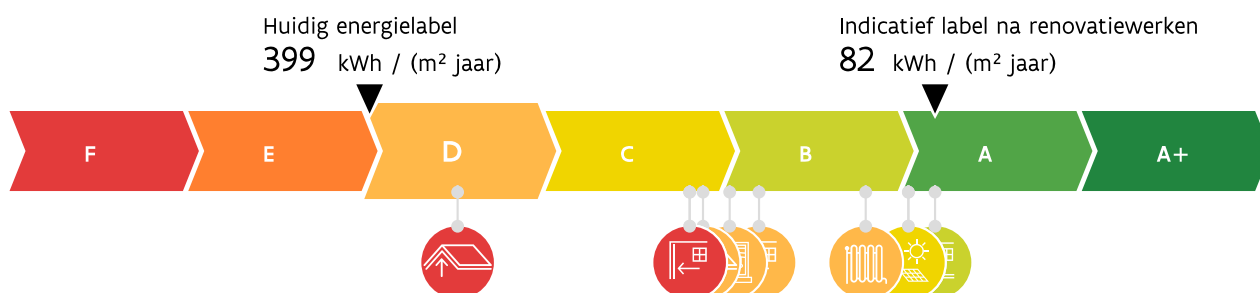 Huidig energielabel
399 kWh / (m² jaar)
Indicatief label na renovatiewerken
82 kWh / (m² jaar)
F E D C B A A+